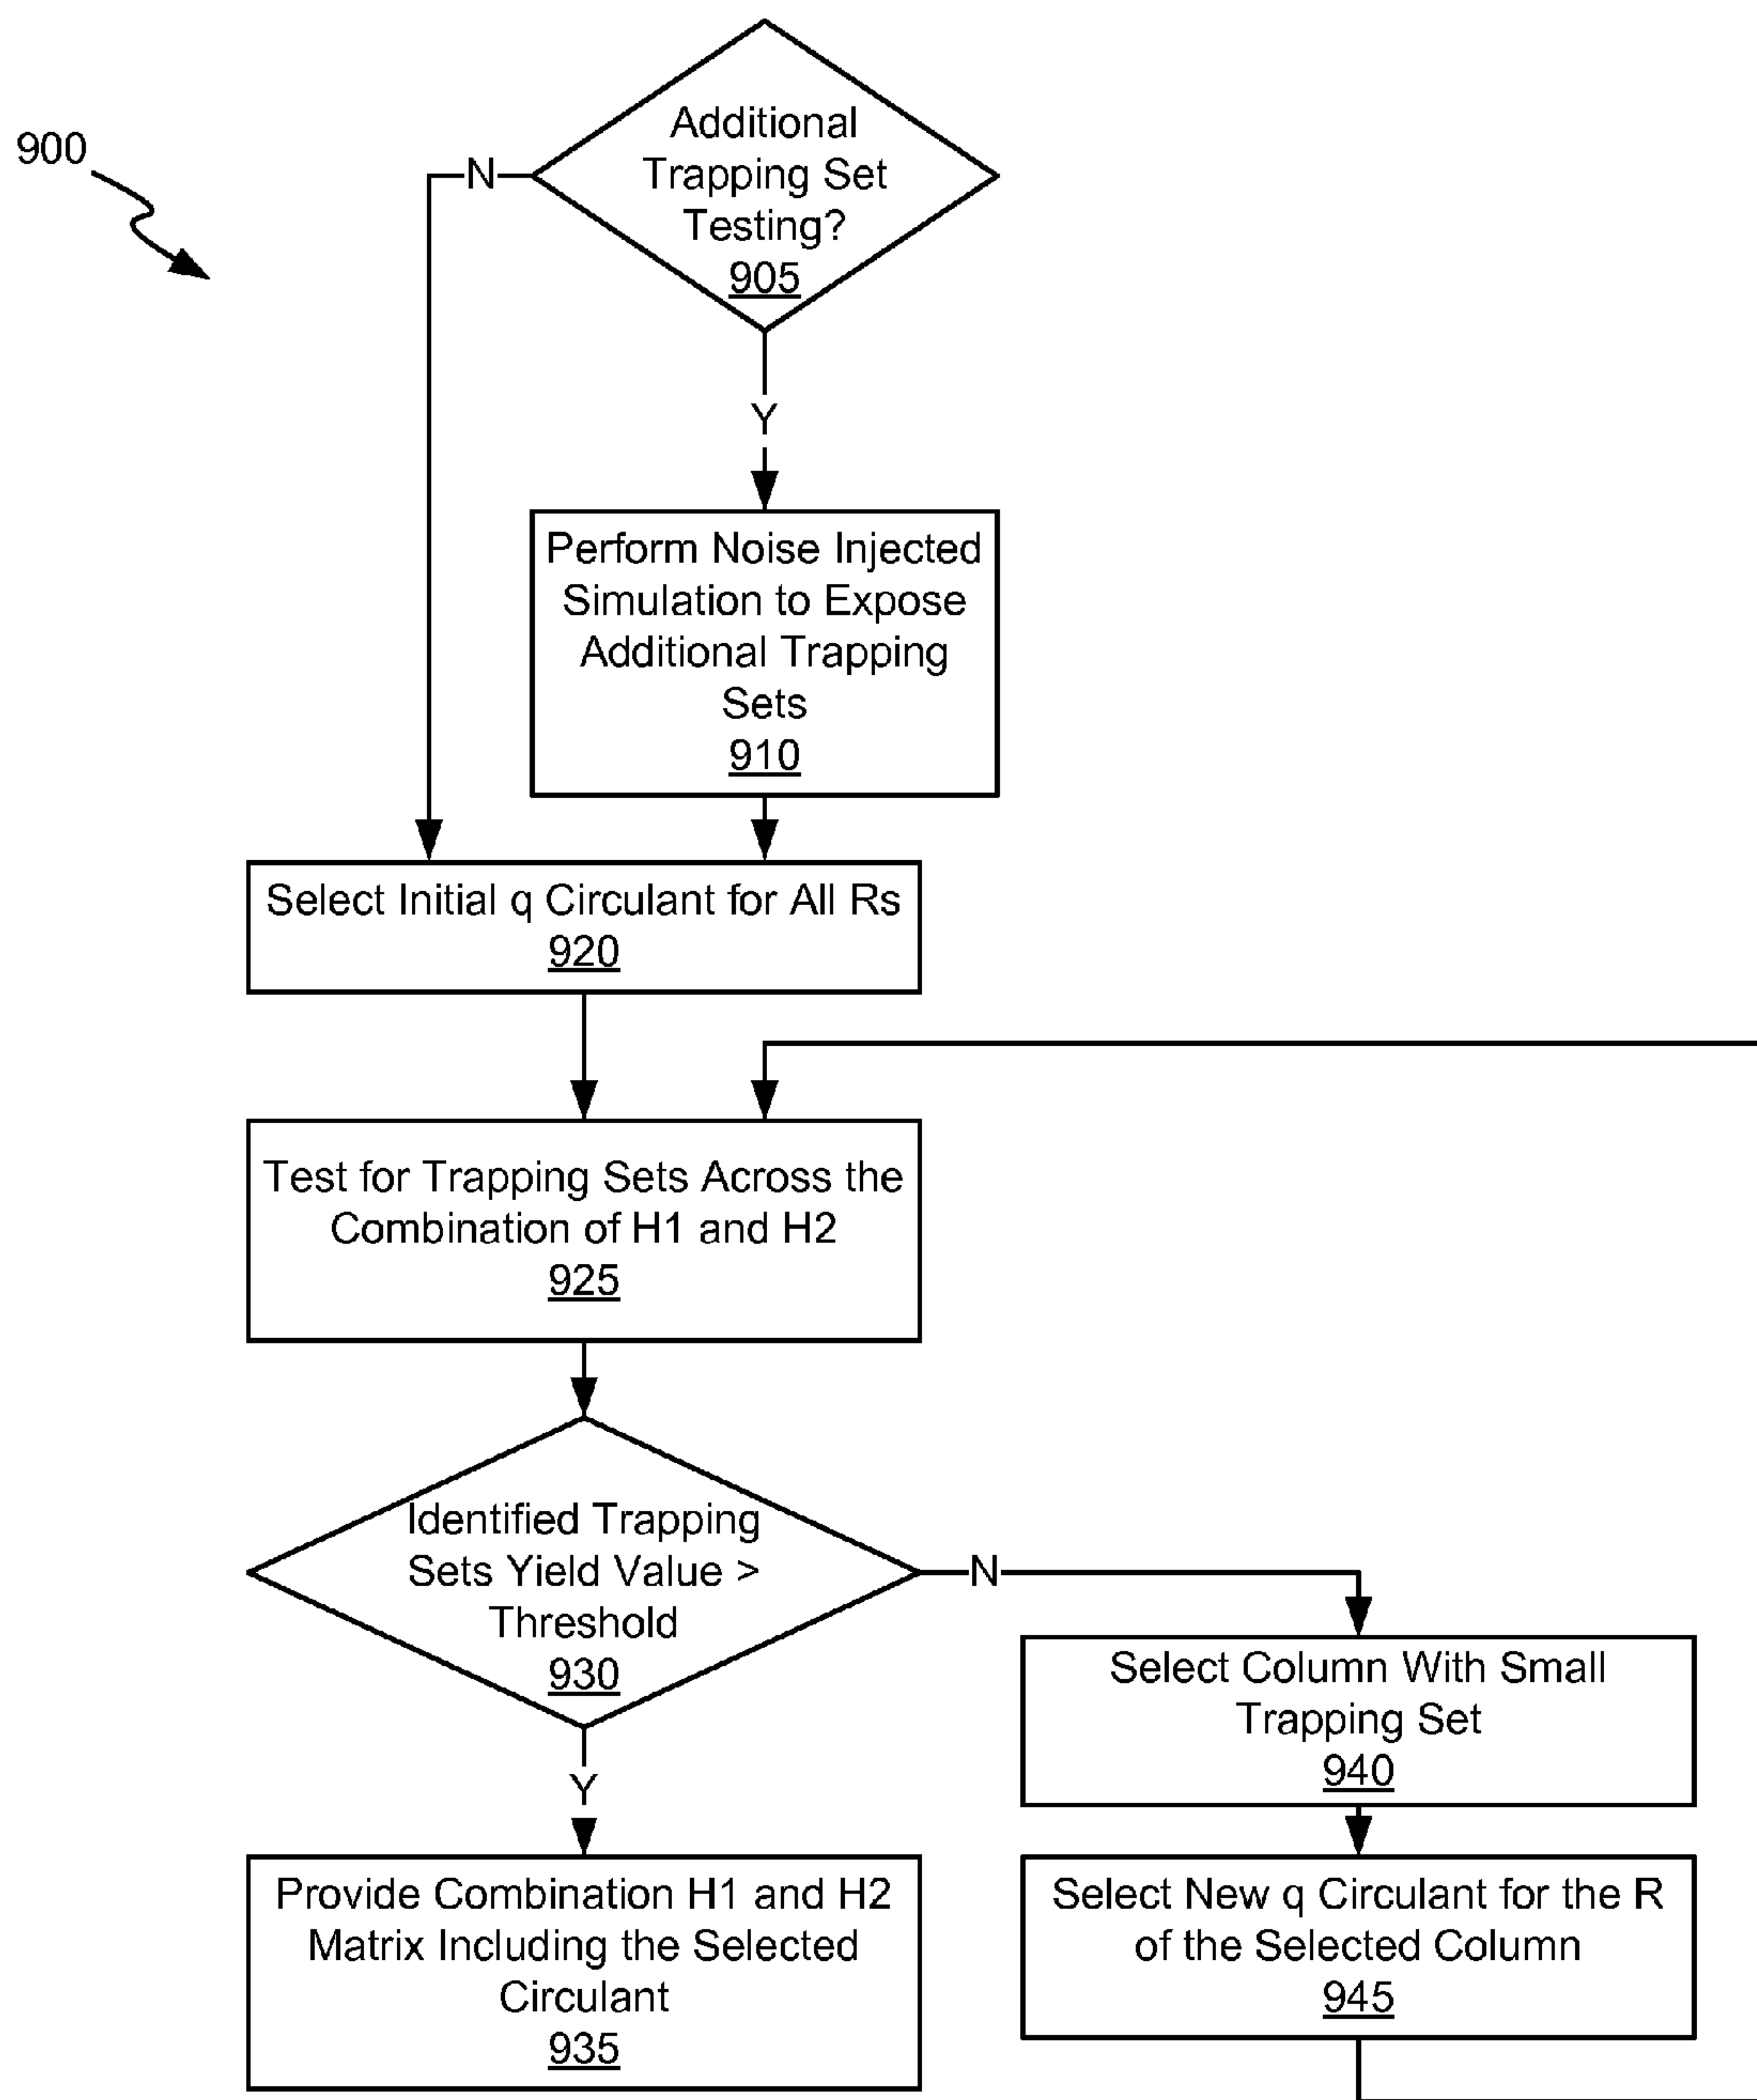 900
Additional
Trapping Set
Testing?
905
N
Y
Perform Noise Injected
Simulation to Expose
Additional Trapping
Sets
910
Select Initial q Circulant for All Rs
920
Test for Trapping Sets Across the
Combination of H1 and H2
925
Identified Trapping
Sets Yield Value >
Threshold
930
N
Y
Select Column With Small
Trapping Set
940
Provide Combination H1 and H2
Matrix Including the Selected
Circulant
935
Select New q Circulant for the R
of the Selected Column
945